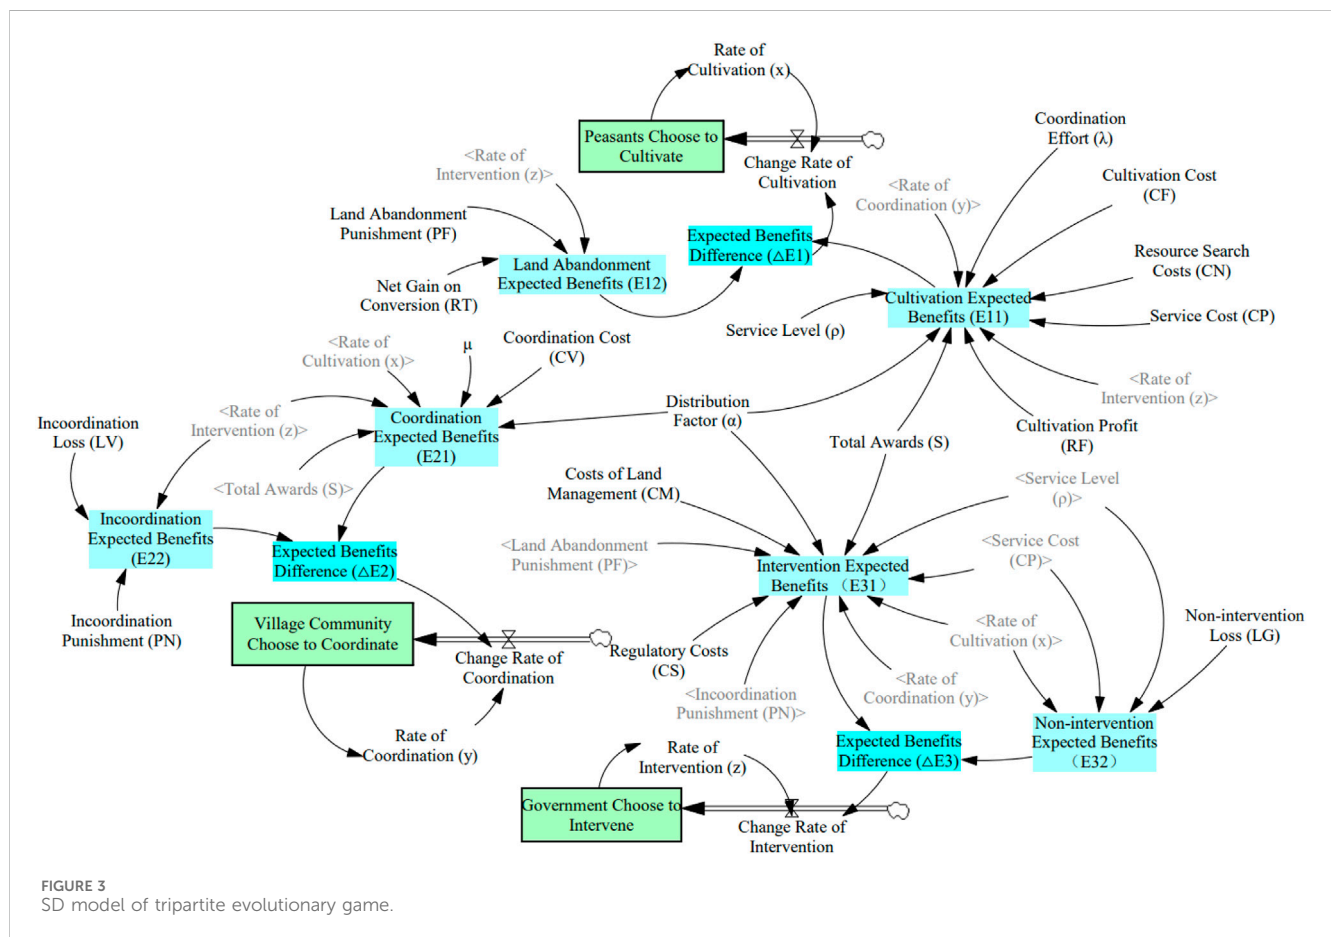 Rate of
Cultivation (x)
Peasants Choose to
Cultivate
Change Rate of
Cultivation
Coordination
Effort (λ)
<Rate of
Intervention (z)>
<Rate of
Coordination (y)>
Cultivation Cost
(CF)
Land Abandonment
Punishment (PF)
Expected Benefits
Difference (△E1)
Resource Search
Costs (CN)
Land Abandonment
Expected Benefits (E12)
Net Gain on
Conversion (RT)
Cultivation Expected
Benefits (E11)
Service Level (ρ)
Service Cost (CP)
<Rate of
Cultivation (x)>
μ
Coordination Cost
(CV)
<Rate of
Intervention (z)>
Incoordination
Loss (LV)
<Rate of
Intervention (z)>
Coordination
Expected Benefits
(E21)
Distribution
Factor (α)
Total Awards (S)
Cultivation Profit
(RF)
<Total Awards (S)>
Costs of Land
Management (CM)
<Service Level
(ρ)>
Incoordination
Expected Benefits
(E22)
Expected Benefits
Difference (△E2)
<Land Abandonment
Punishment (PF)>
Intervention Expected
Benefits （E31）
<Service Cost
(CP)>
Incoordination
Punishment (PN)
Village Community
Choose to Coordinate
Change Rate of
Coordination
Regulatory Costs
(CS)
<Rate of
Cultivation (x)>
Non-intervention
Loss (LG)
<Incoordination
Punishment (PN)>
<Rate of
Coordination (y)>
Rate of
Coordination (y)
Rate of
Intervention (z)
Expected Benefits
Difference (△E3)
Non-intervention
Expected Benefits
（E32）
Government Choose to
Intervene
Change Rate of
Intervention
FIGURE 3
SD model of tripartite evolutionary game.